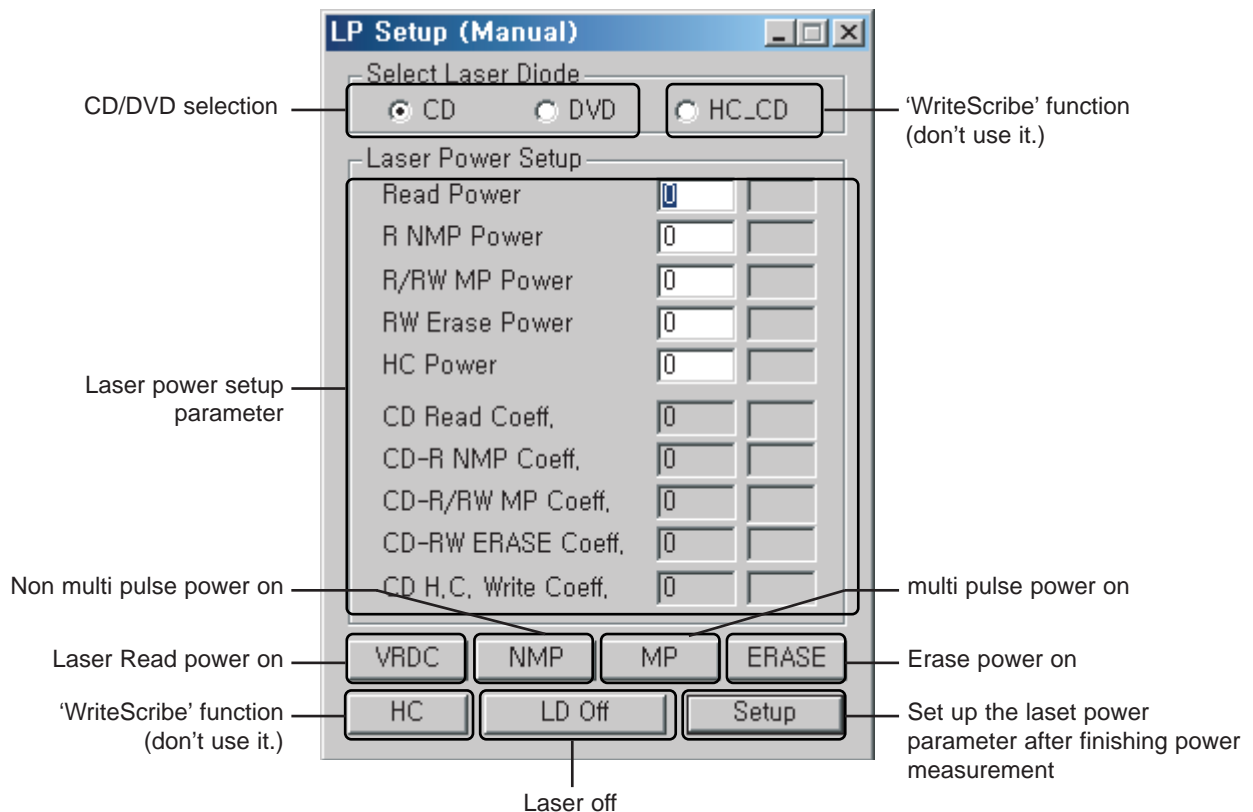 LP Setup (Manual)
Select Laser Diode
CD/DVD selection
CD
DVD
HC_CD
‘WriteScribe’ function
(don’t use it.)
Laser Power Setup
Read Power 0
R NMP Power 0
R/RW MP Power 0
RW Erase Power 0
HC Power 0
Laser power setup
parameter
CD Read Coeff, 0
CD-R NMP Coeff, 0
CD-R/RW MP Coeff, 0
CD-RW ERASE Coeff, 0
CD H,C, Write Coeff, 0
Non multi pulse power on
multi pulse power on
Laser Read power on
VRDC
NMP
MP
ERASE
Erase power on
‘WriteScribe’ function
(don’t use it.)
HC
LD Off
Setup
Set up the laset power
parameter after finishing power
measurement
Laser off